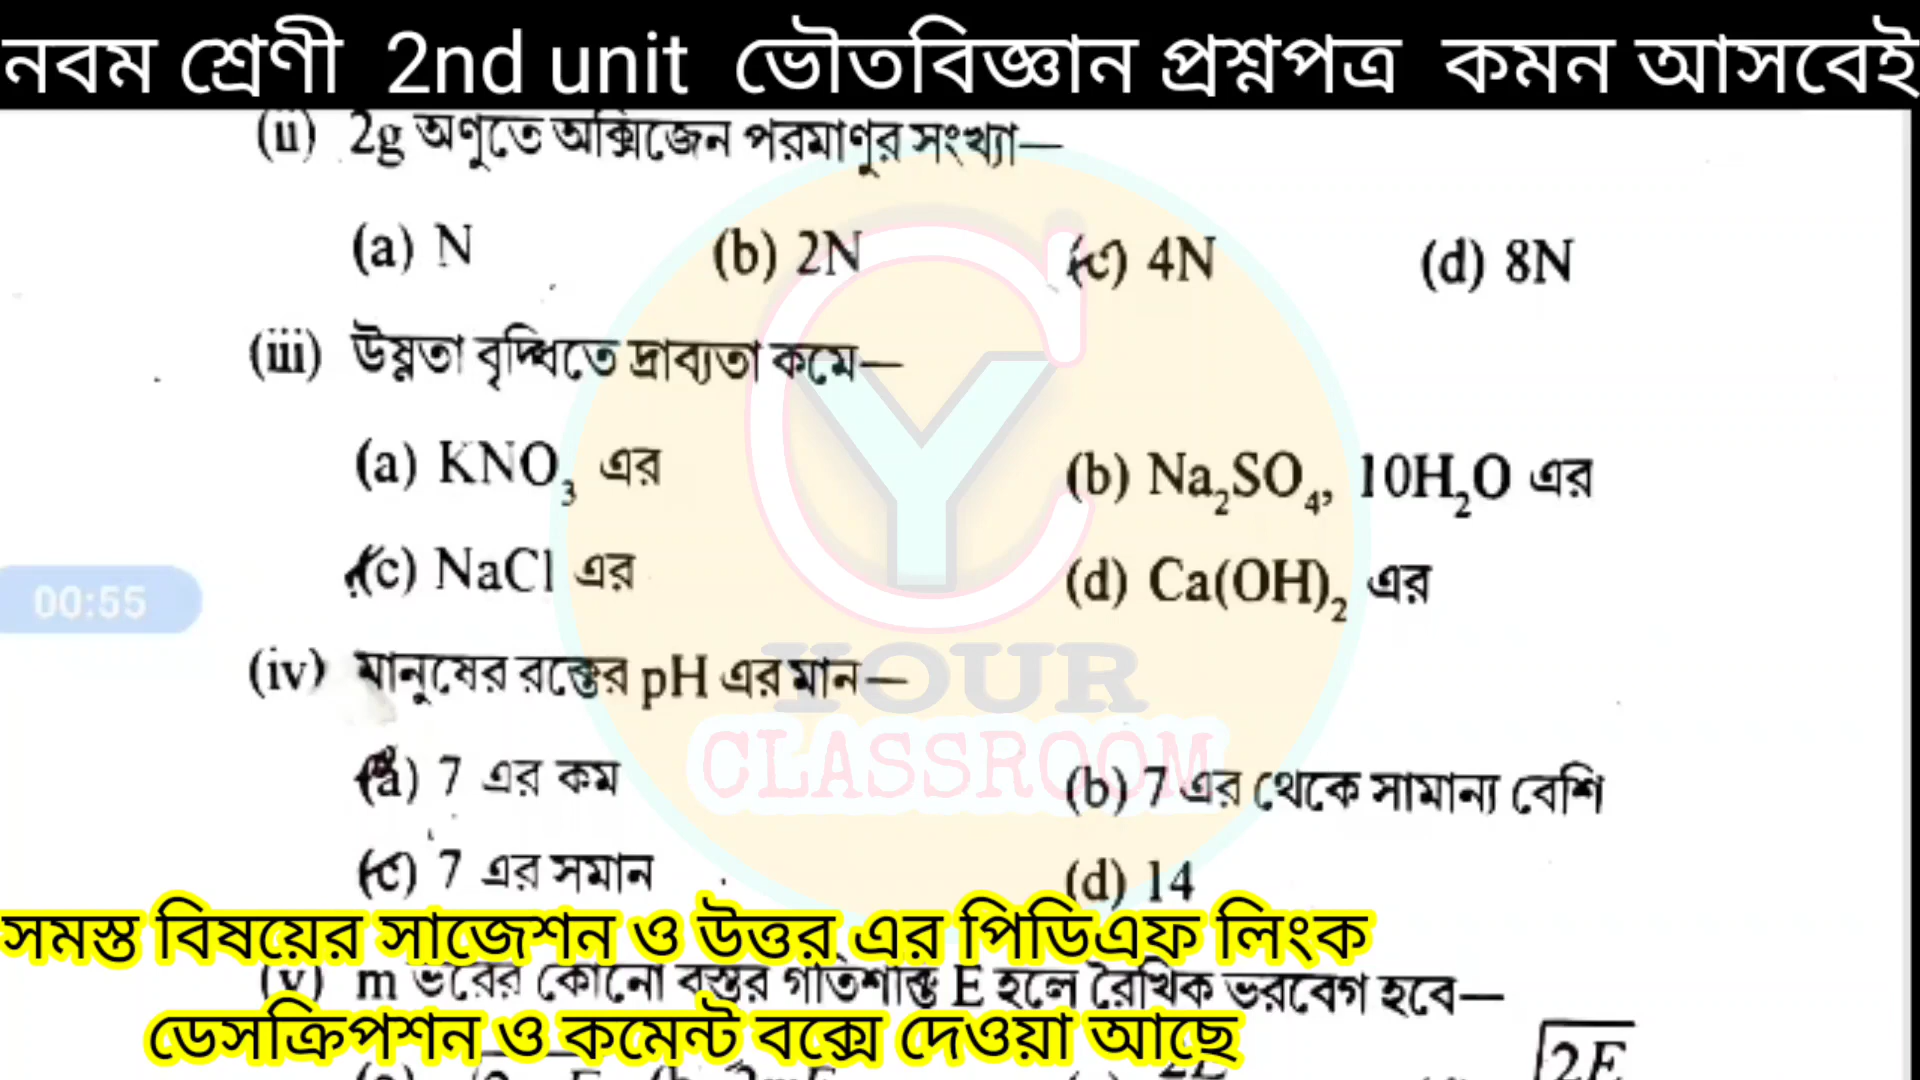 নবম শ্রেণী 2nd unit ভৌতবিজ্ঞান প্রশ্নপত্র কমন আসবেই
(ii) 2g অণুতে অক্সিজেন পরমাণুর সংখ্যা—
(a) N (b) 2N (c) 4N (d) 8N
(iii) উষ্ণতা বৃদ্ধিতে দ্রাব্যতা কমে—
(a) KNO₃ এর (b) Na₂SO₄, 10H₂O এর
(c) NaCl এর (d) Ca(OH)₂ এর
00:55
(iv) মানুষের রক্তের pH এর মান—
YOUR
CLASSROOM
(a) 7 এর কম (b) 7 এর থেকে সামান্য বেশি
(c) 7 এর সমান (d) 14
সমস্ত বিষয়ের সাজেশন ও উত্তর এর পিডিএফ লিংক
(v) m ভরের কোনো বস্তুর গতিশক্তি E হলে রৈখিক ভরবেগ হবে—
ডেসক্রিপশন ও কমেন্ট বক্সে দেওয়া আছে